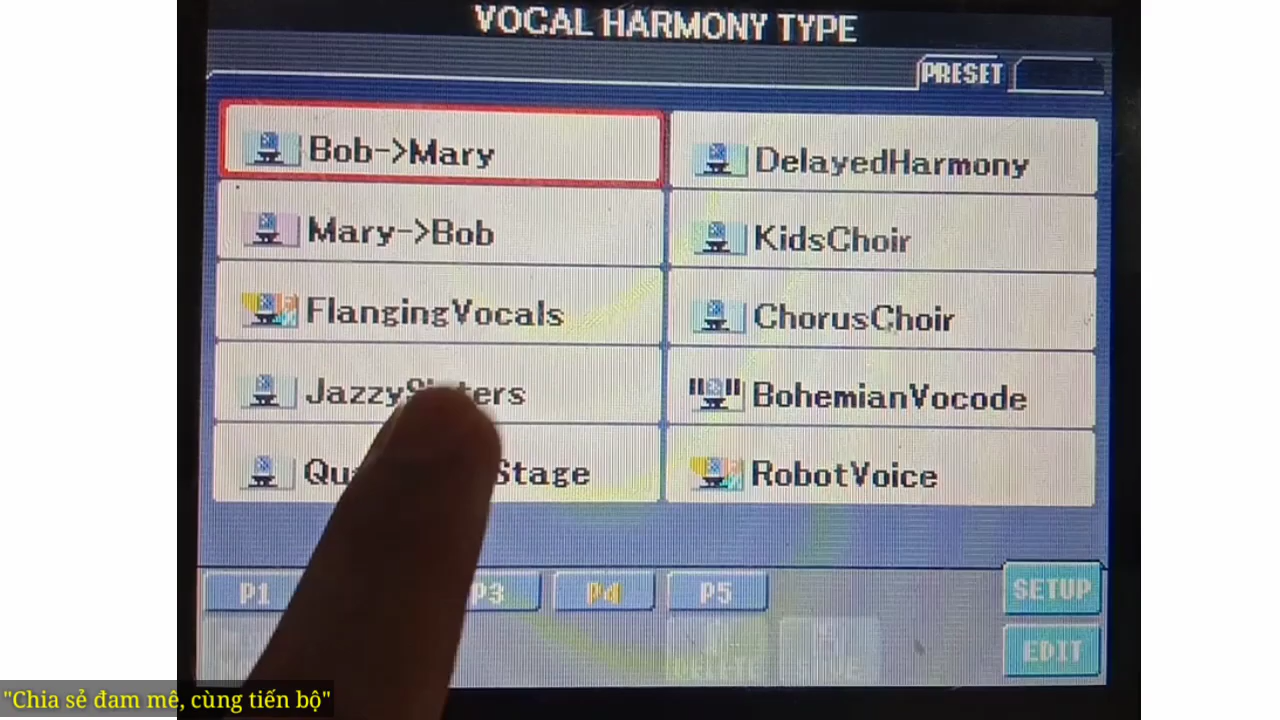 VOCAL HARMONY TYPE
PRESET
Bob->Mary
DelayedHarmony
Mary->Bob
KidsChoir
FlangingVocals
ChorusChoir
BohemianVocode
Stage
RobotVoice
P1
P3
P4
P5
SETUP
DELETE
EDIT
"Chia sẻ đam mê, cùng tiến bộ"